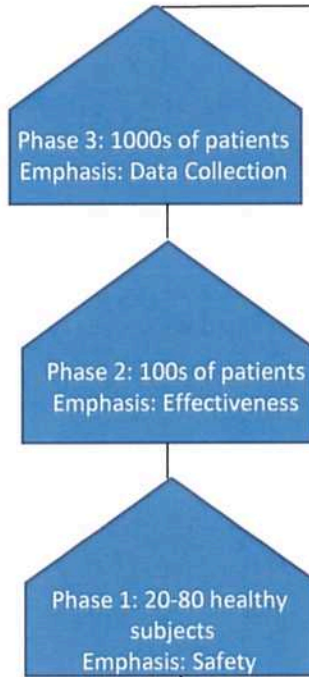 Phase 3: 1000s of patients
Emphasis: Data Collection
Phase 2: 100s of patients
Emphasis: Effectiveness
Phase 1: 20-80 healthy
subjects
Emphasis: Safety